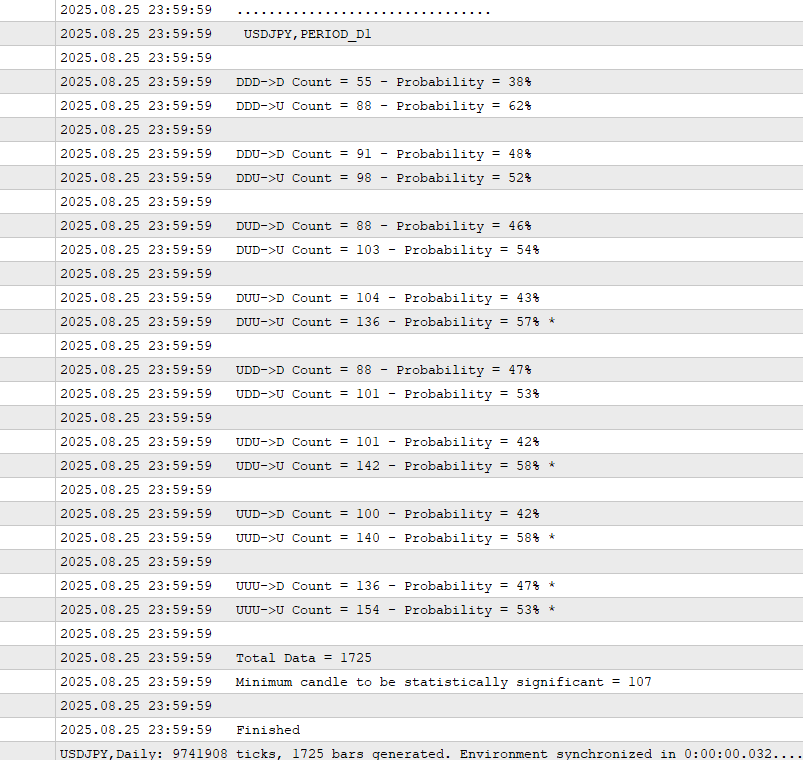 2025.08.25 23:59:59 ................................
2025.08.25 23:59:59 USDJPY,PERIOD_D1
2025.08.25 23:59:59
2025.08.25 23:59:59 DDD->D Count = 55 - Probability = 38%
2025.08.25 23:59:59 DDD->U Count = 88 - Probability = 62%
2025.08.25 23:59:59
2025.08.25 23:59:59 DDU->D Count = 91 - Probability = 48%
2025.08.25 23:59:59 DDU->U Count = 98 - Probability = 52%
2025.08.25 23:59:59
2025.08.25 23:59:59 DUD->D Count = 88 - Probability = 46%
2025.08.25 23:59:59 DUD->U Count = 103 - Probability = 54%
2025.08.25 23:59:59
2025.08.25 23:59:59 DUU->D Count = 104 - Probability = 43%
2025.08.25 23:59:59 DUU->U Count = 136 - Probability = 57% *
2025.08.25 23:59:59
2025.08.25 23:59:59 UDD->D Count = 88 - Probability = 47%
2025.08.25 23:59:59 UDD->U Count = 101 - Probability = 53%
2025.08.25 23:59:59
2025.08.25 23:59:59 UDU->D Count = 101 - Probability = 42%
2025.08.25 23:59:59 UDU->U Count = 142 - Probability = 58% *
2025.08.25 23:59:59
2025.08.25 23:59:59 UUD->D Count = 100 - Probability = 42%
2025.08.25 23:59:59 UUD->U Count = 140 - Probability = 58% *
2025.08.25 23:59:59
2025.08.25 23:59:59 UUU->D Count = 136 - Probability = 47% *
2025.08.25 23:59:59 UUU->U Count = 154 - Probability = 53% *
2025.08.25 23:59:59
2025.08.25 23:59:59 Total Data = 1725
2025.08.25 23:59:59 Minimum candle to be statistically significant = 107
2025.08.25 23:59:59
2025.08.25 23:59:59 Finished
USDJPY,Daily: 9741908 ticks, 1725 bars generated. Environment synchronized in 0:00:00.032....